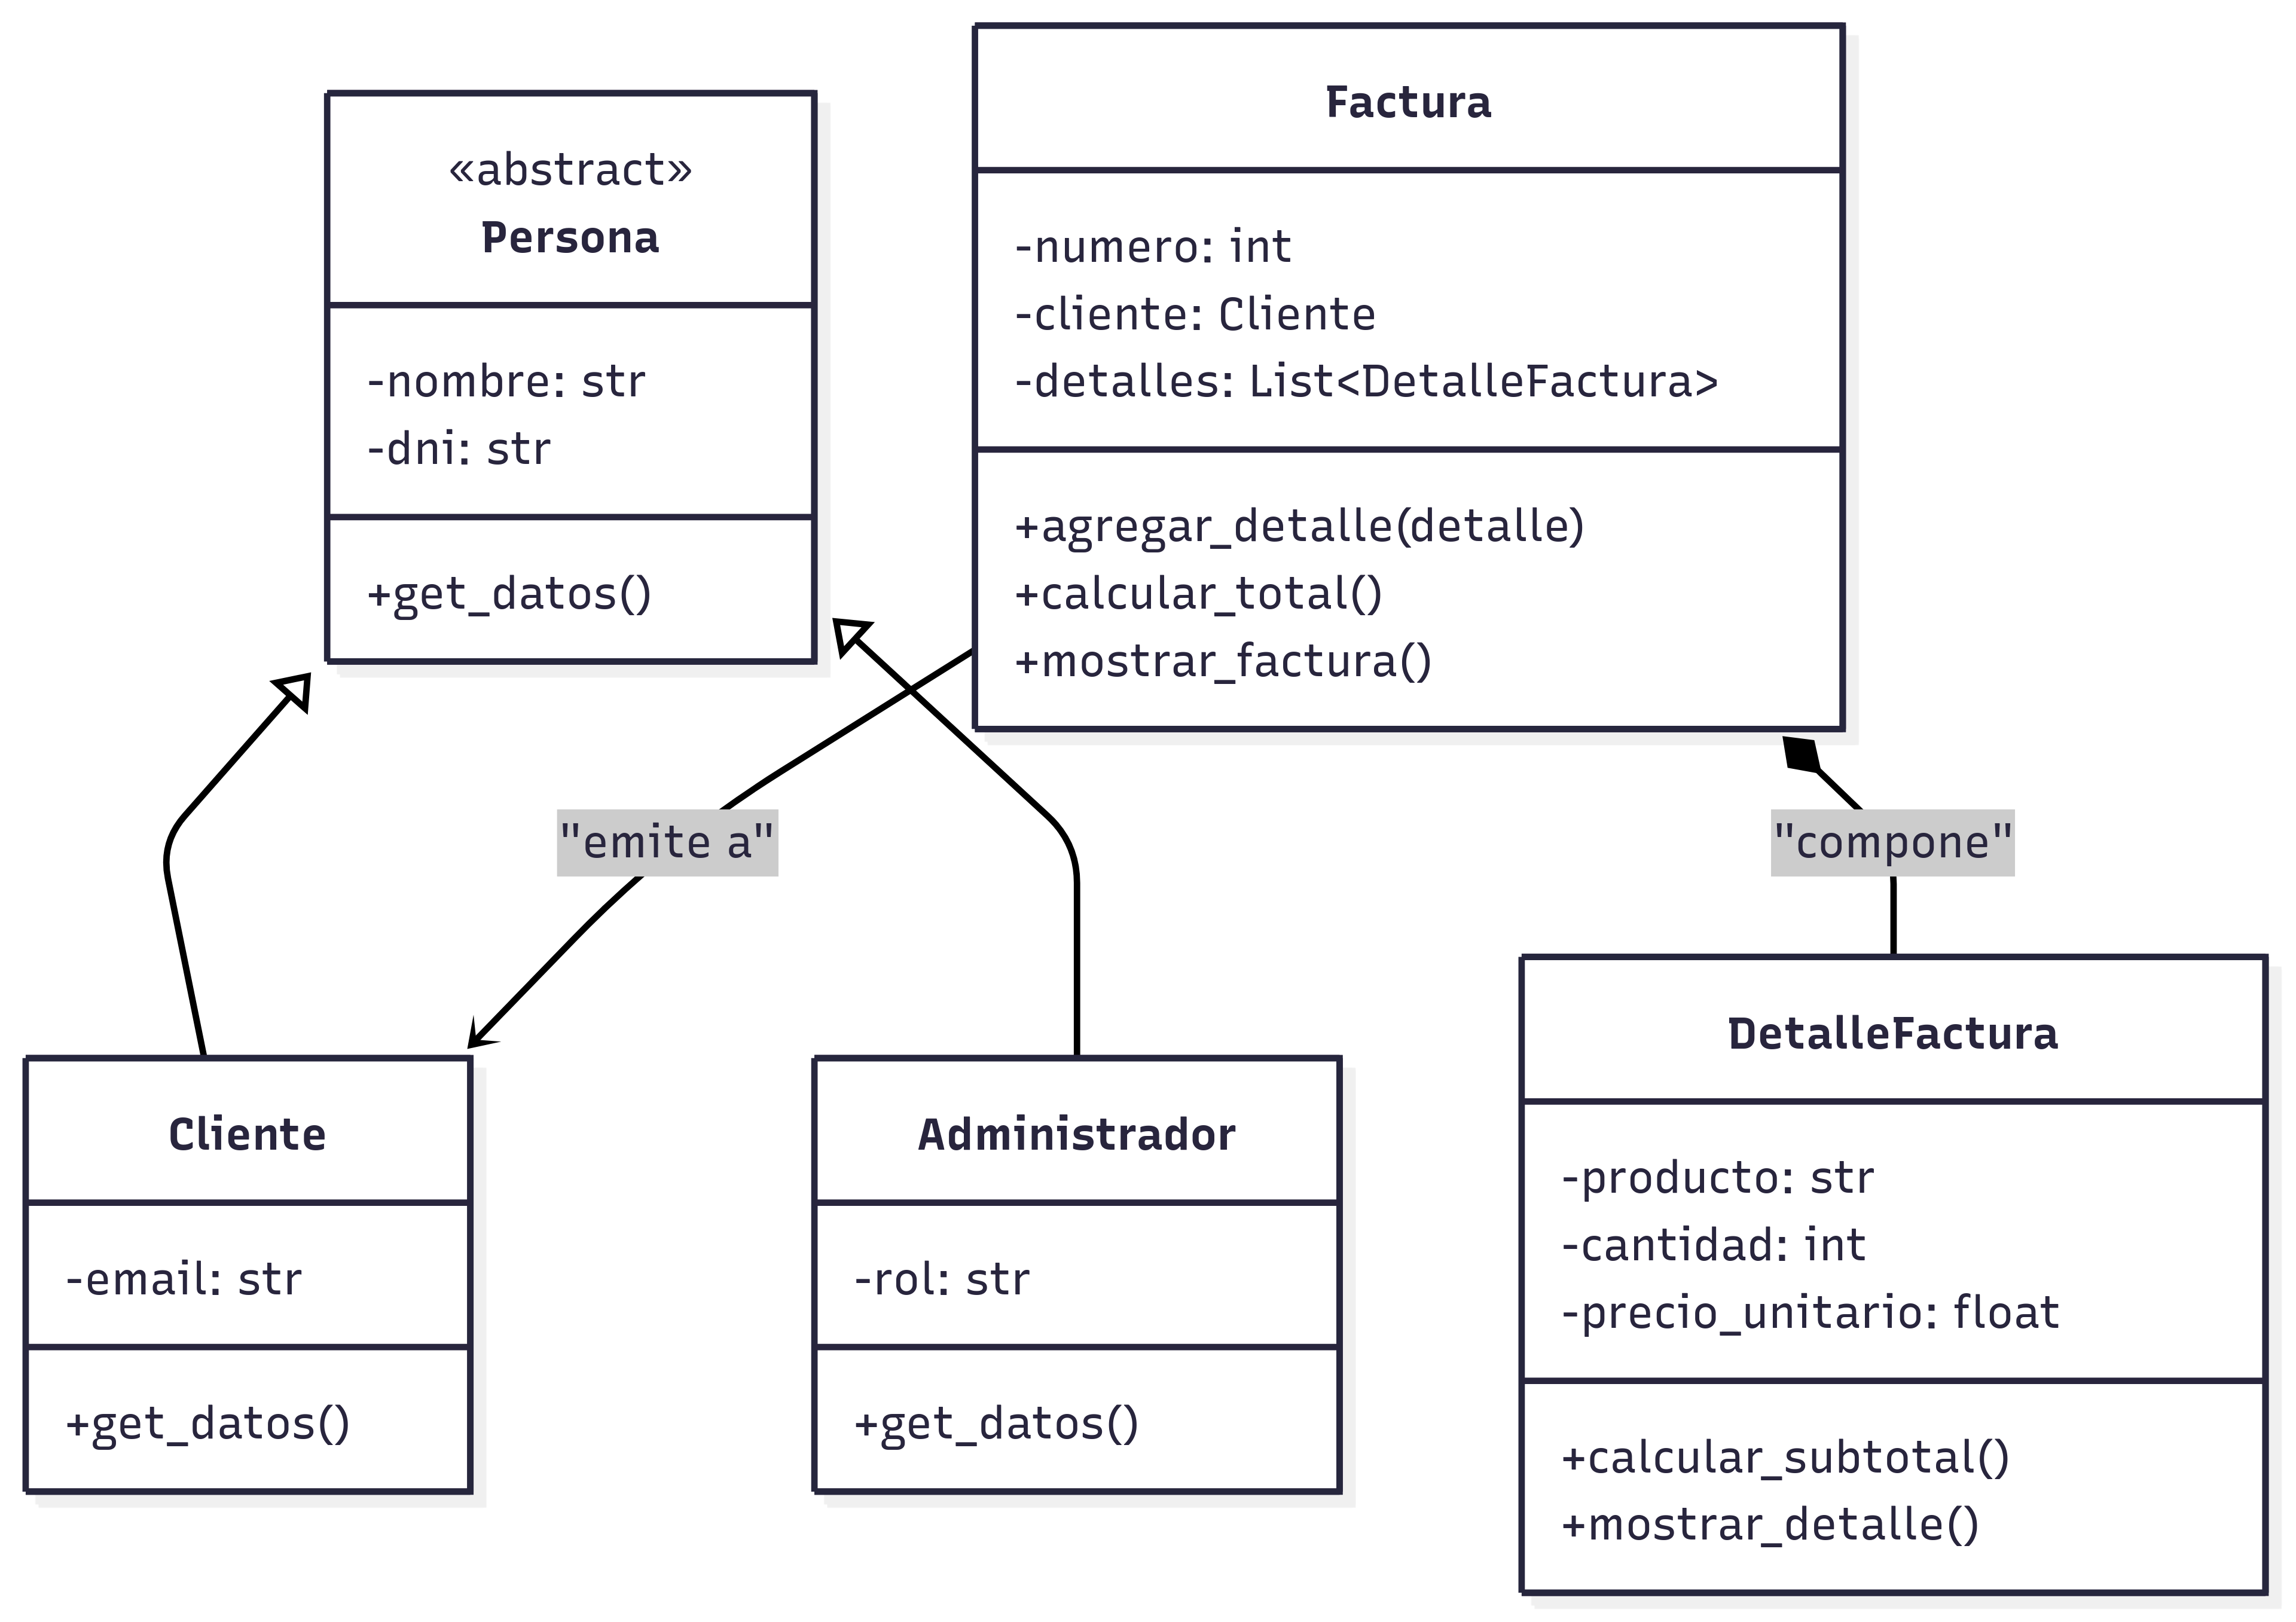 «abstract»
Persona
-nombre: str
-dni: str
+get_datos()
Factura
-numero: int
-cliente: Cliente
-detalles: List<DetalleFactura>
+agregar_detalle(detalle)
+calcular_total()
+mostrar_factura()
"emite a"
"compone"
Cliente
-email: str
+get_datos()
Administrador
-rol: str
+get_datos()
DetalleFactura
-producto: str
-cantidad: int
-precio_unitario: float
+calcular_subtotal()
+mostrar_detalle()